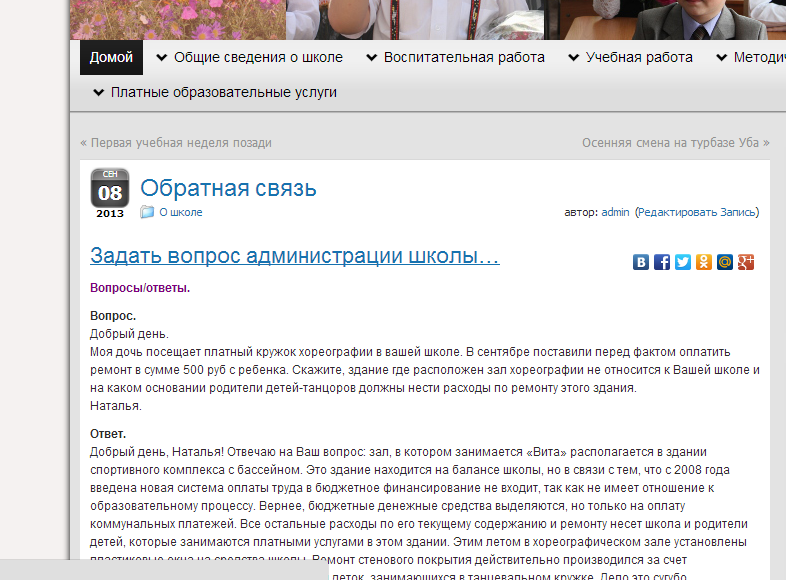 Домой Общие сведения о школе Воспитательная работа Учебная работа
Платные образовательные услуги
« Первая учебная неделя позади Осенняя смена на турбазе Уба »
СЕН
08
2013
Обратная связь
О школе автор: admin (Редактировать Запись)
Задать вопрос администрации школы…
Вопросы/ответы.
Вопрос.
Добрый день.
Моя дочь посещает платный кружок хореографии в вашей школе. В сентябре поставили перед фактом оплатить
ремонт в сумме 500 руб с ребенка. Скажите, здание где расположен зал хореографии не относится к Вашей школе и
на каком основании родители детей-танцоров должны нести расходы по ремонту этого здания.
Наталья.
Ответ.
Добрый день, Наталья! Отвечаю на Ваш вопрос: зал, в котором занимается «Вита» располагается в здании
спортивного комплекса с бассейном. Это здание находится на балансе школы, но в связи с тем, что с 2008 года
введена новая система оплаты труда в бюджетное финансирование не входит, так как не имеет отношение к
образовательному процессу. Вернее, бюджетные денежные средства выделяются, но только на оплату
коммунальных платежей. Все остальные расходы по его текущему содержанию и ремонту несет школа и родители
детей, которые занимаются платными услугами в этом здании. Этим летом в хореографическом зале установлены
пластиковые окна на средства школы. Ремонт стенового покрытия действительно производился за счет
деток, занимающихся в танцевальном кружке. Дело это сугубо